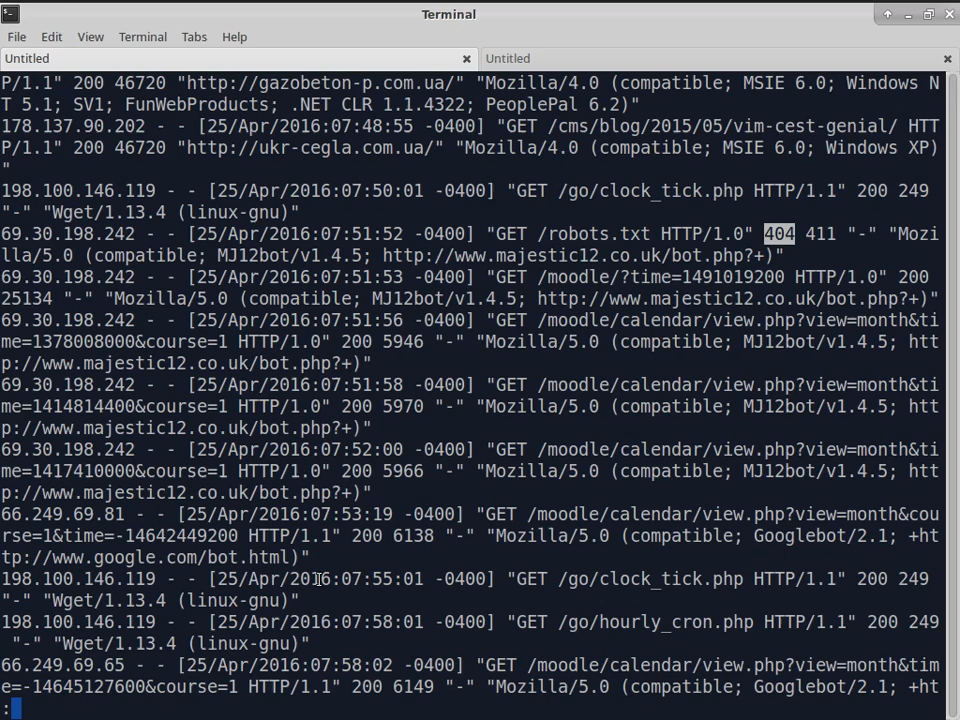 Terminal
File Edit View Terminal Tabs Help
Untitled Untitled
P/1.1" 200 46720 "http://gazobeton-p.com.ua/" "Mozilla/4.0 (compatible; MSIE 6.0; Windows N
T 5.1; SV1; FunWebProducts; .NET CLR 1.1.4322; PeoplePal 6.2)"
178.137.90.202 - - [25/Apr/2016:07:48:55 -0400] "GET /cms/blog/2015/05/vim-cest-genial/ HTT
P/1.1" 200 46720 "http://ukr-cegla.com.ua/" "Mozilla/4.0 (compatible; MSIE 6.0; Windows XP)
"
198.100.146.119 - - [25/Apr/2016:07:50:01 -0400] "GET /go/clock_tick.php HTTP/1.1" 200 249
"-" "Wget/1.13.4 (linux-gnu)"
69.30.198.242 - - [25/Apr/2016:07:51:52 -0400] "GET /robots.txt HTTP/1.0" 404 411 "-" "Mozi
lla/5.0 (compatible; MJ12bot/v1.4.5; http://www.majestic12.co.uk/bot.php?+)"
69.30.198.242 - - [25/Apr/2016:07:51:53 -0400] "GET /moodle/?time=1491019200 HTTP/1.0" 200
25134 "-" "Mozilla/5.0 (compatible; MJ12bot/v1.4.5; http://www.majestic12.co.uk/bot.php?+)"
69.30.198.242 - - [25/Apr/2016:07:51:56 -0400] "GET /moodle/calendar/view.php?view=month&ti
me=1378008000&course=1 HTTP/1.0" 200 5946 "-" "Mozilla/5.0 (compatible; MJ12bot/v1.4.5; htt
p://www.majestic12.co.uk/bot.php?+)"
69.30.198.242 - - [25/Apr/2016:07:51:58 -0400] "GET /moodle/calendar/view.php?view=month&ti
me=1414814400&course=1 HTTP/1.0" 200 5970 "-" "Mozilla/5.0 (compatible; MJ12bot/v1.4.5; htt
p://www.majestic12.co.uk/bot.php?+)"
69.30.198.242 - - [25/Apr/2016:07:52:00 -0400] "GET /moodle/calendar/view.php?view=month&ti
me=1417410000&course=1 HTTP/1.0" 200 5966 "-" "Mozilla/5.0 (compatible; MJ12bot/v1.4.5; htt
p://www.majestic12.co.uk/bot.php?+)"
66.249.69.81 - - [25/Apr/2016:07:53:19 -0400] "GET /moodle/calendar/view.php?view=month&cou
rse=1&time=-14642449200 HTTP/1.1" 200 6138 "-" "Mozilla/5.0 (compatible; Googlebot/2.1; +ht
tp://www.google.com/bot.html)"
198.100.146.119 - - [25/Apr/2016:07:55:01 -0400] "GET /go/clock_tick.php HTTP/1.1" 200 249
"-" "Wget/1.13.4 (linux-gnu)"
198.100.146.119 - - [25/Apr/2016:07:58:01 -0400] "GET /go/hourly_cron.php HTTP/1.1" 200 249
"-" "Wget/1.13.4 (linux-gnu)"
66.249.69.65 - - [25/Apr/2016:07:58:02 -0400] "GET /moodle/calendar/view.php?view=month&tim
e=-14645127600&course=1 HTTP/1.1" 200 6149 "-" "Mozilla/5.0 (compatible; Googlebot/2.1; +ht
: